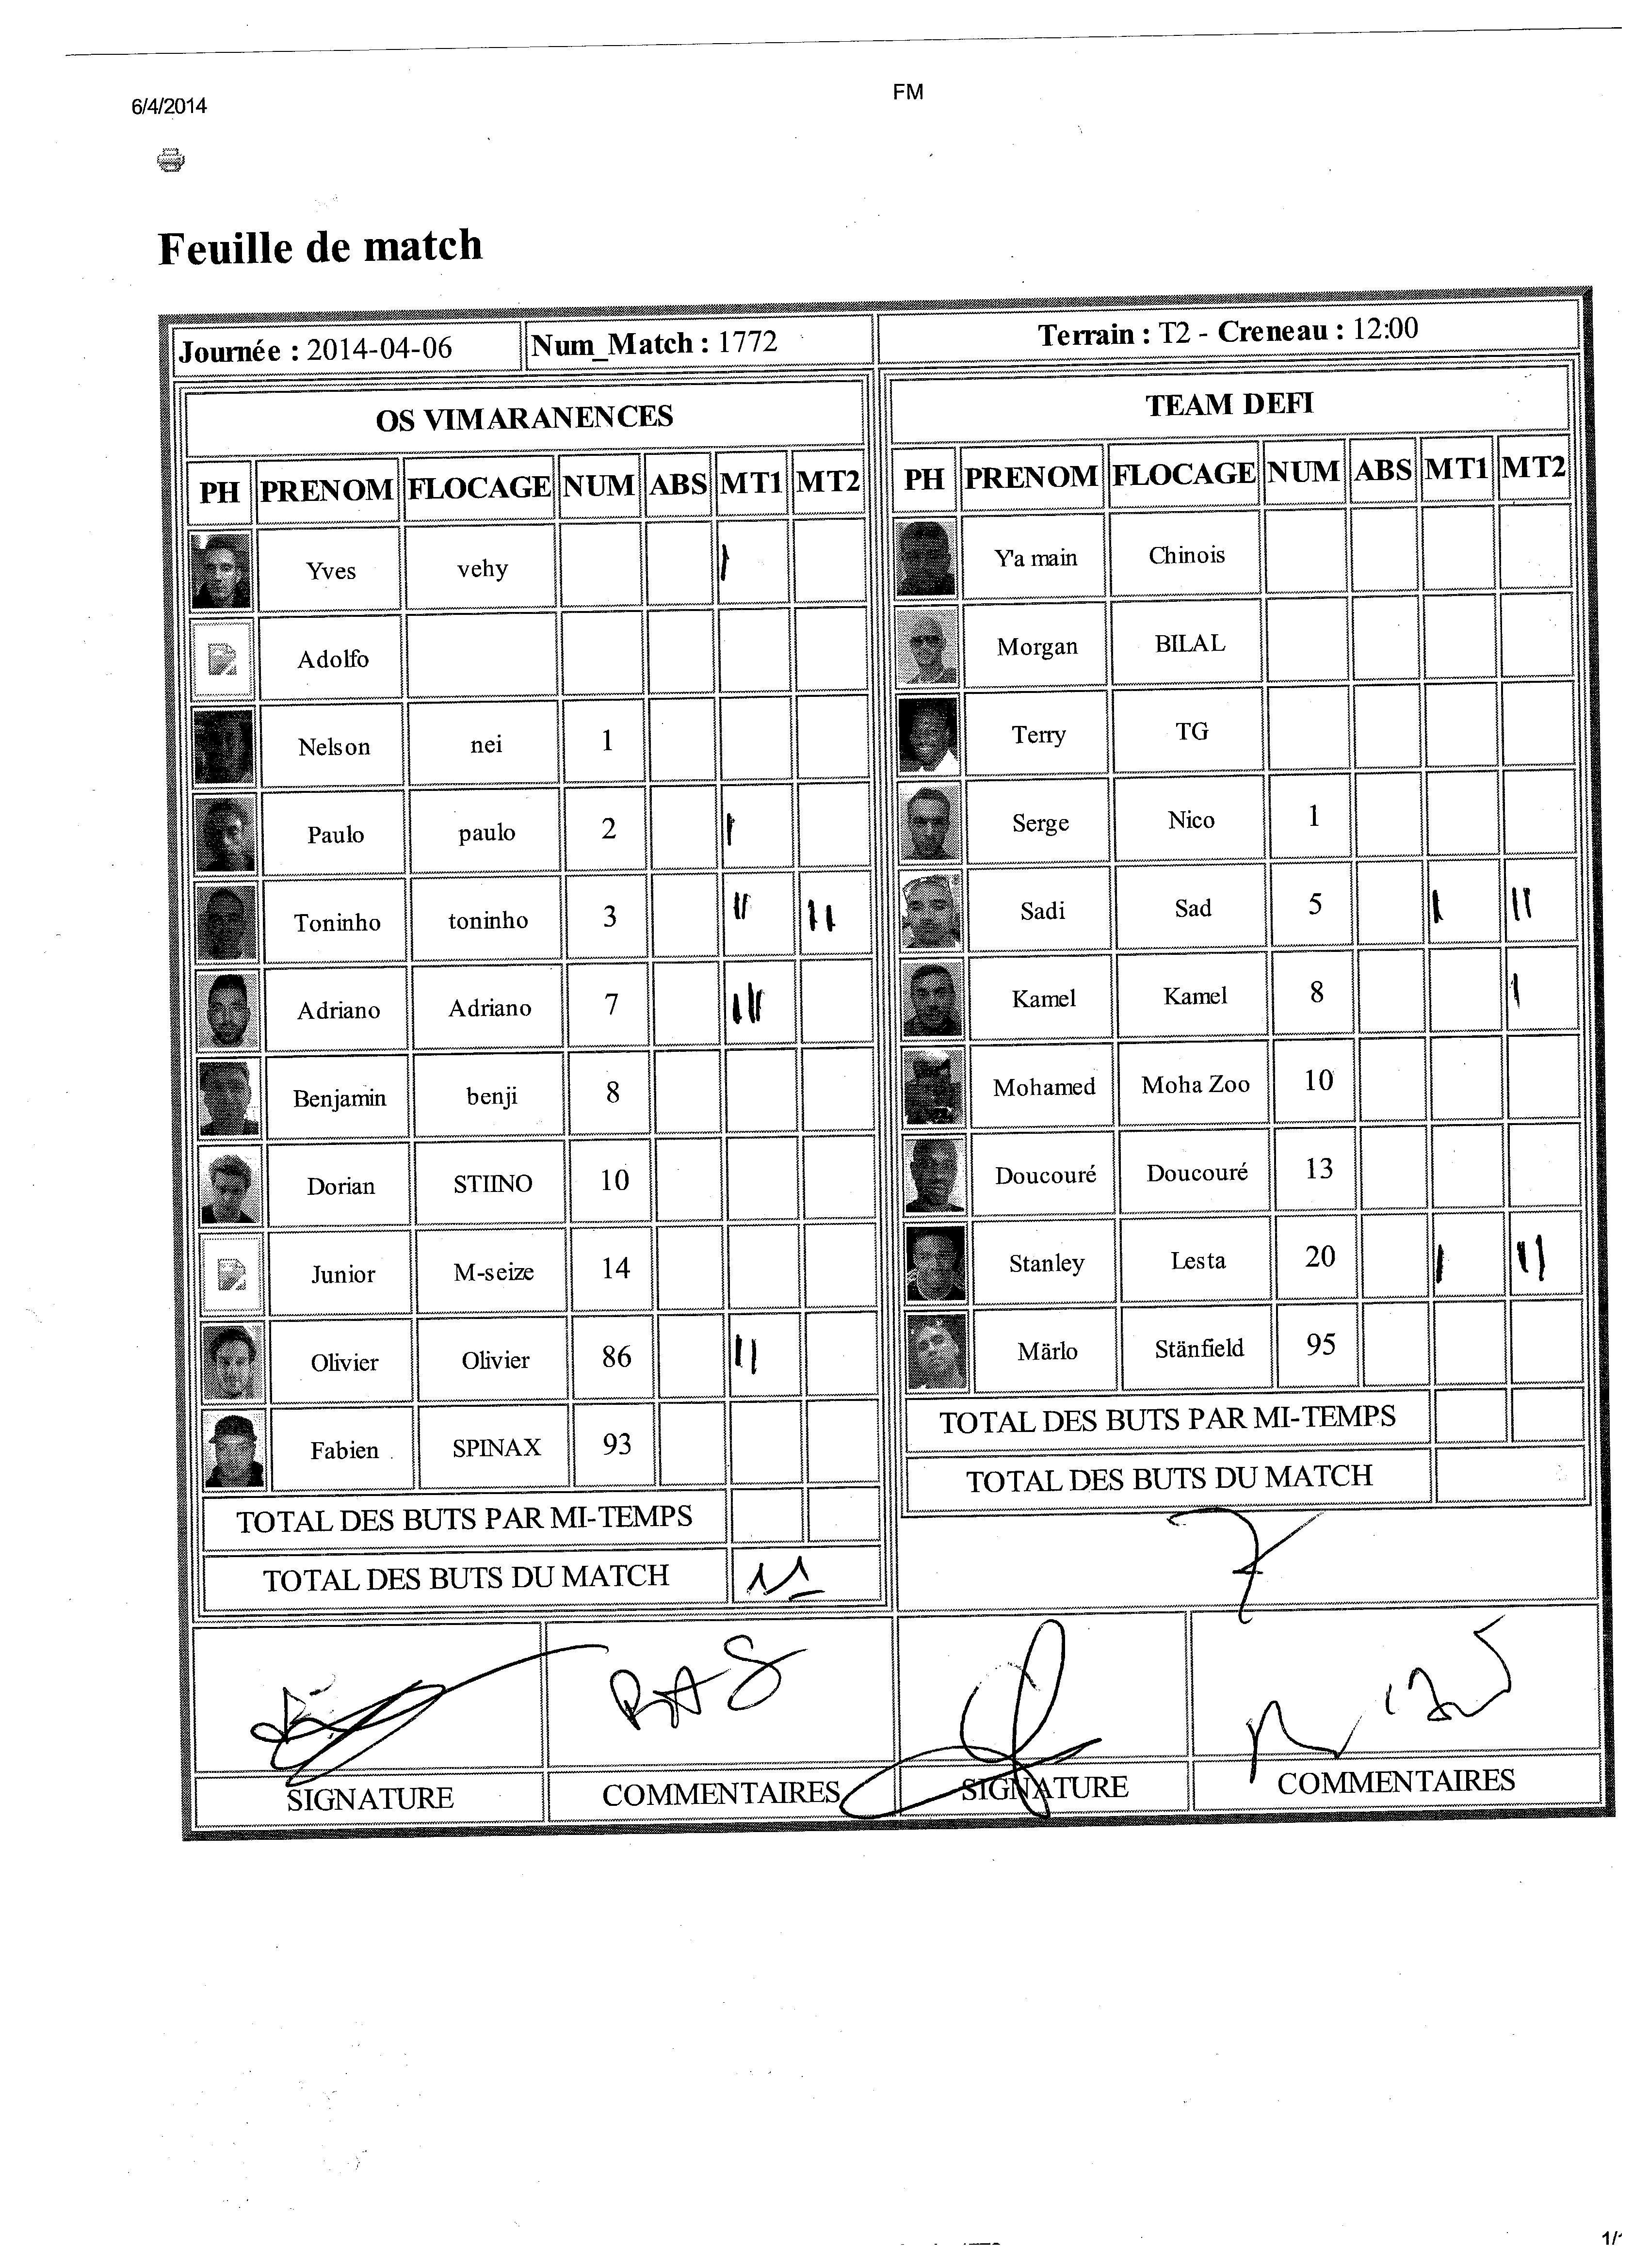 6/4/2014
FM
Feuille de match
Journée : 2014-04-06 Num_Match : 1772 Terrain : T2 - Creneau : 12:00
OS VIMARANENCES
PH PRENOM FLOCAGE NUM ABS MT1 MT2
Yves vehy I
Adolfo
Nelson nei 1
Paulo paulo 2 I
Toninho toninho 3 II II
Adriano Adriano 7 III
Benjamin benji 8
Dorian STIINO 10
Junior M-seize 14
Olivier Olivier 86 II
Fabien SPINAX 93
TOTAL DES BUTS PAR MI-TEMPS
TOTAL DES BUTS DU MATCH 11
TEAM DEFI
PH PRENOM FLOCAGE NUM ABS MT1 MT2
Y'a main Chinois
Morgan BILAL
Terry TG
Serge Nico 1
Sadi Sad 5 I II
Kamel Kamel 8 I
Mohamed Moha Zoo 10
Doucouré Doucouré 13
Stanley Lesta 20 I II
Märlo Stänfield 95
TOTAL DES BUTS PAR MI-TEMPS
TOTAL DES BUTS DU MATCH
7
RAS
SIGNATURE COMMENTAIRES SIGNATURE COMMENTAIRES